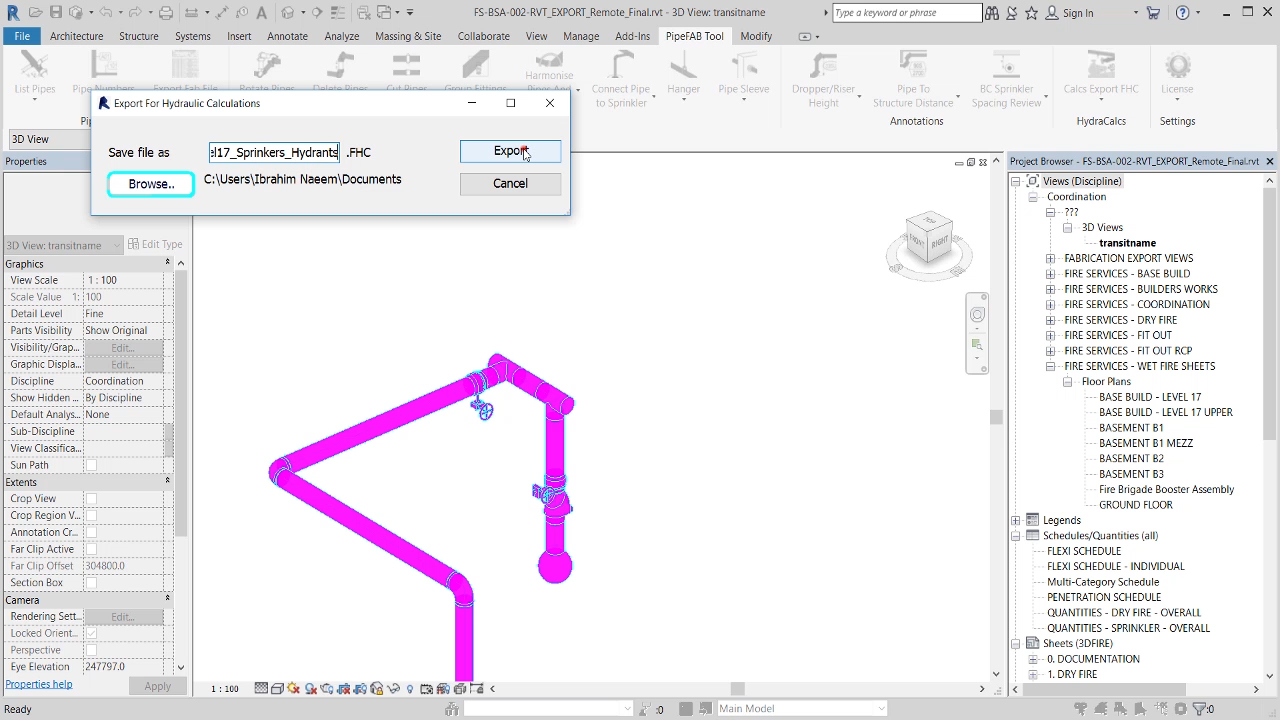 FS-BSA-002-RVT_EXPORT_Remote_Final.rvt - 3D View: transitname
Type a keyword or phrase
Sign In
File
Architecture
Structure
Systems
Insert
Annotate
Analyze
Massing & Site
Collaborate
View
Manage
Add-Ins
PipeFAB Tool
Modify
List Pipes
Pipe Numbers
Export Fab File
Rotate Pipes
Delete Pipes
Cut Pipes
Group Fittings
Harmonise
Connect Pipe
to Sprinkler
Hanger
Pipe Sleeve
Dropper/Riser
Height
Pipe To
Structure Distance
BC Sprinkler
Spacing Review
Calcs Export FHC
License
Annotations
HydraCalcs
Settings
3D View
Export For Hydraulic Calculations
Save file as
el17_Sprinkers_Hydrants
.FHC
Export
Browse..
C:\Users\Ibrahim Naeem\Documents
Cancel
Properties
3D View: transitname
Edit Type
Graphics
View Scale
1 : 100
Scale Value 1:
100
Detail Level
Fine
Parts Visibility
Show Original
Visibility/Grap...
Edit...
Graphic Displa...
Edit...
Discipline
Coordination
Show Hidden ...
By Discipline
Default Analys...
None
Sub-Discipline
View Classifica...
Sun Path
Extents
Crop View
Crop Region V...
Annotation Cr...
Far Clip Active
Far Clip Offset
304800.0
Section Box
Camera
Rendering Sett...
Edit...
Locked Orient...
Perspective
Eye Elevation
247797.0
Properties help
Apply
TOP
FRONT
RIGHT
1 : 100
Project Browser - FS-BSA-002-RVT_EXPORT_Remote_Final.rvt
Views (Discipline)
Coordination
???
3D Views
transitname
FABRICATION EXPORT VIEWS
FIRE SERVICES - BASE BUILD
FIRE SERVICES - BUILDERS WORKS
FIRE SERVICES - COORDINATION
FIRE SERVICES - DRY FIRE
FIRE SERVICES - FIT OUT
FIRE SERVICES - FIT OUT RCP
FIRE SERVICES - WET FIRE SHEETS
Floor Plans
BASE BUILD - LEVEL 17
BASE BUILD - LEVEL 17 UPPER
BASEMENT B1
BASEMENT B1 MEZZ
BASEMENT B2
BASEMENT B3
Fire Brigade Booster Assembly
GROUND FLOOR
Legends
Schedules/Quantities (all)
FLEXI SCHEDULE
FLEXI SCHEDULE - INDIVIDUAL
Multi-Category Schedule
PENETRATION SCHEDULE
QUANTITIES - DRY FIRE - OVERALL
QUANTITIES - SPRINKLER - OVERALL
Sheets (3DFIRE)
0. DOCUMENTATION
1. DRY FIRE
Ready
:0
Main Model
:0